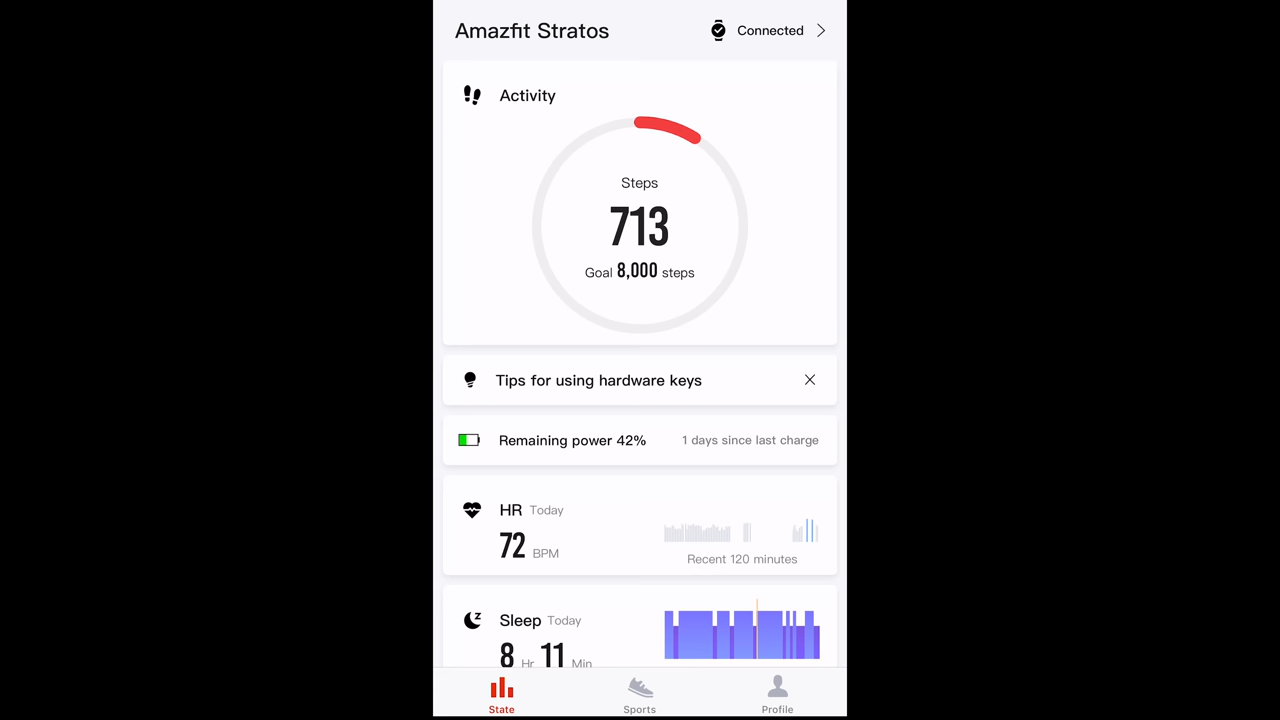 Amazfit Stratos
Connected
Activity
Steps
713
Goal 8,000 steps
Tips for using hardware keys
Remaining power 42%
1 days since last charge
HR Today
72 BPM
Recent 120 minutes
Sleep Today
8 Hr 11 Min
State
Sports
Profile